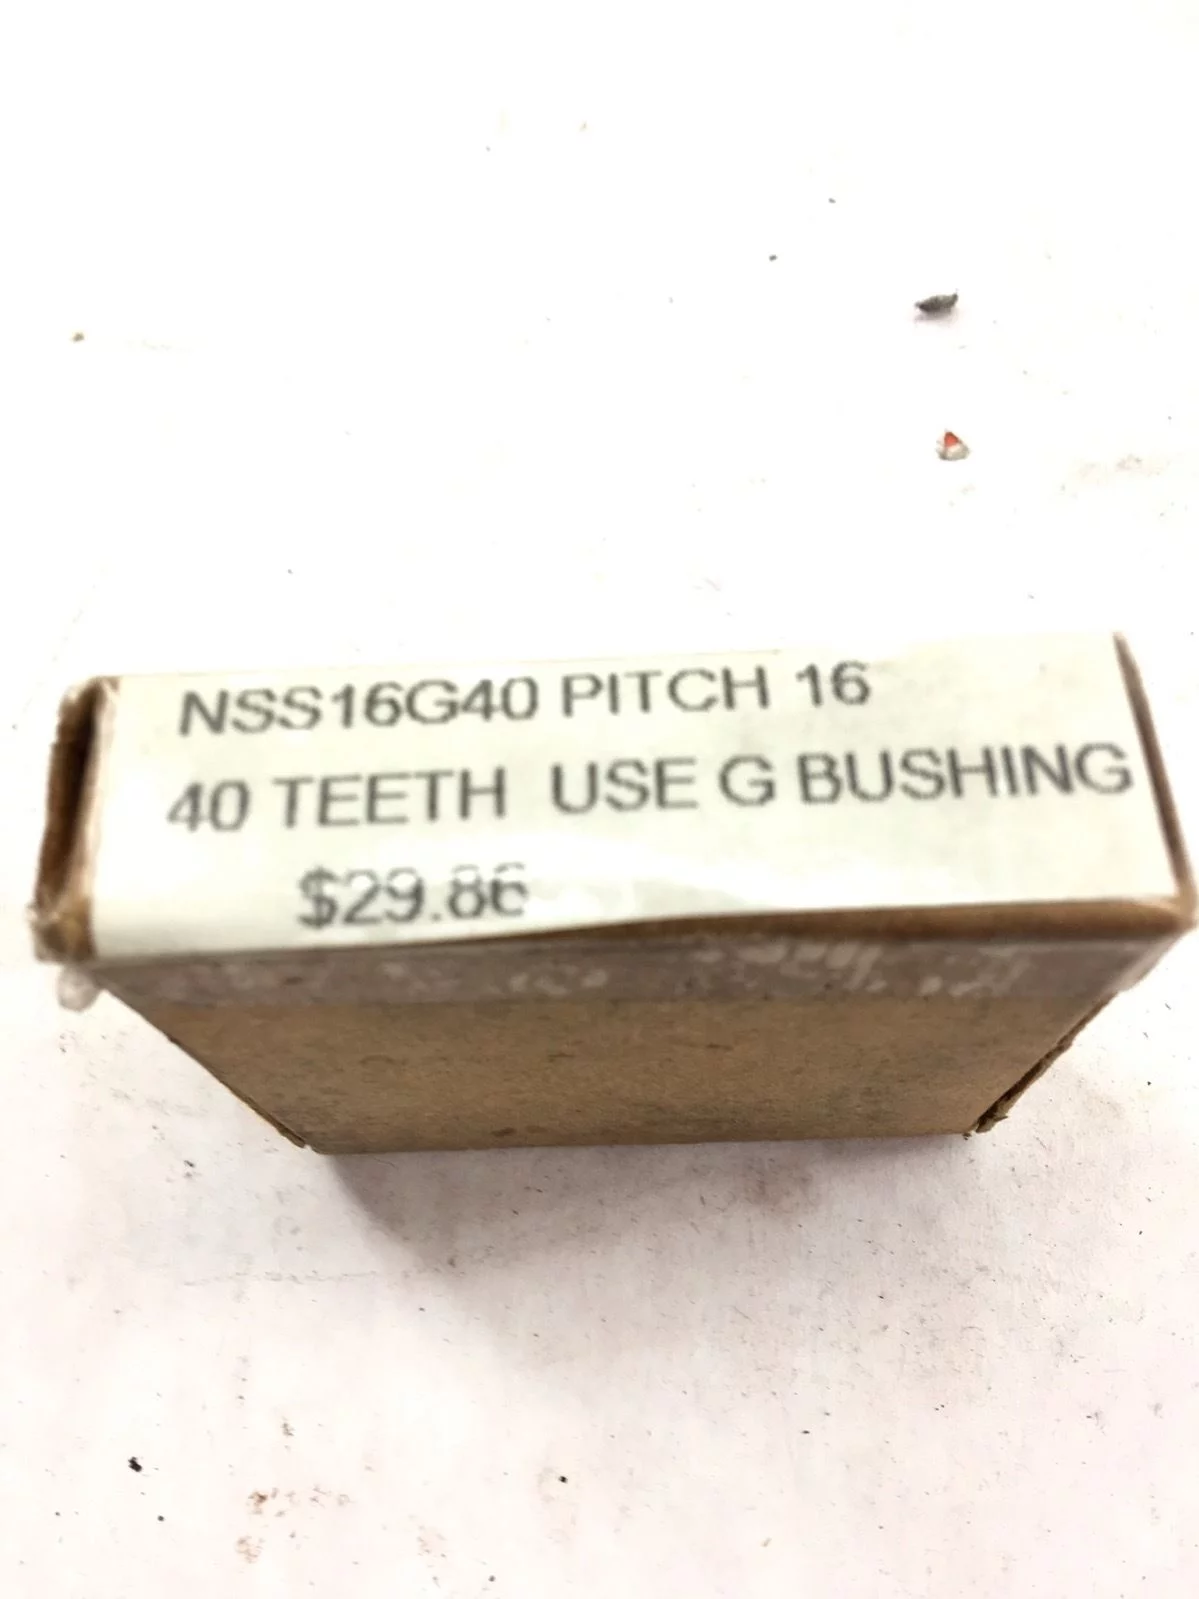 NSS16G40 PITCH 16
40 TEETH USE G BUSHING
$29.86